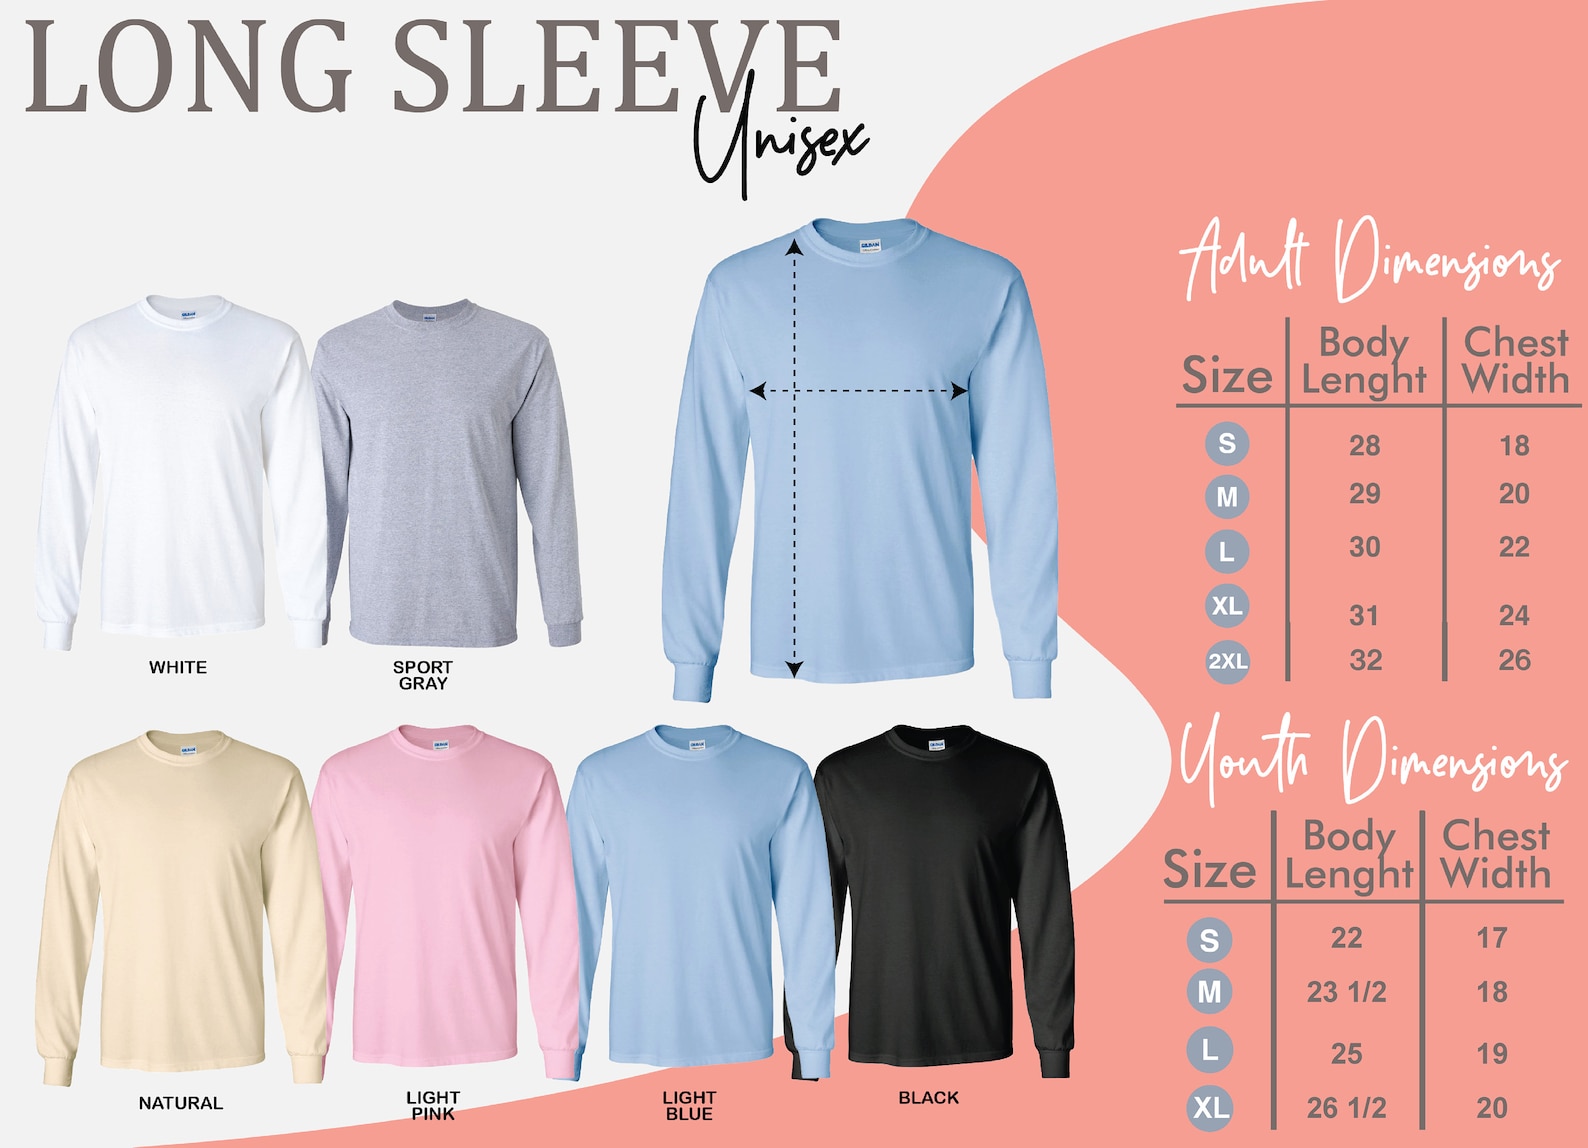 LONG SLEEVE
Unisex
GILDAN
WHITE
SPORT
GRAY
NATURAL
LIGHT
PINK
LIGHT
BLUE
BLACK
Adult Dimensions
Size Body Lenght Chest Width
S 28 18
M 29 20
L 30 22
XL 31 24
2XL 32 26
Youth Dimensions
Size Body Lenght Chest Width
S 22 17
M 23 1/2 18
L 25 19
XL 26 1/2 20